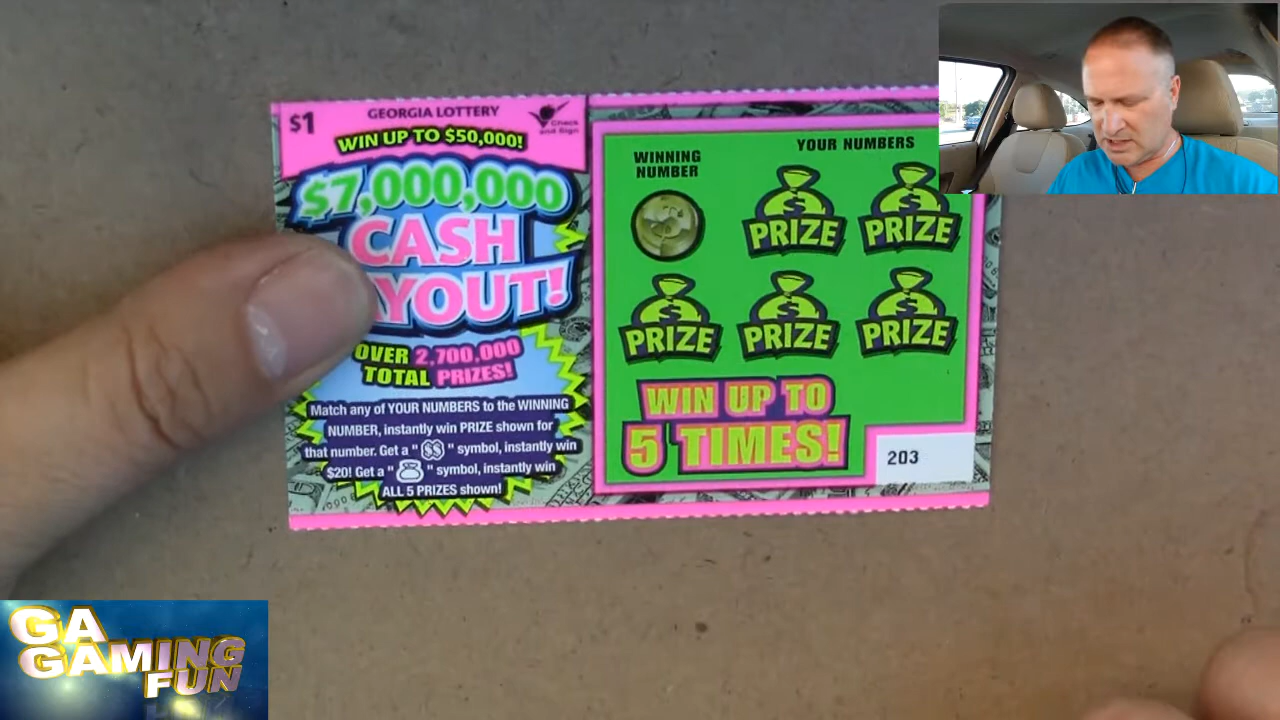 $1
GEORGIA LOTTERY
Check
and Sign
WIN UP TO $50,000!
$7,000,000
CASH
YOUT!
OVER 2,700,000
TOTAL PRIZES!
Match any of YOUR NUMBERS to the WINNING
NUMBER, instantly win PRIZE shown for
that number. Get a "$$" symbol, instantly win
$20! Get a " " symbol, instantly win
ALL 5 PRIZES shown!
WINNING
NUMBER
YOUR NUMBERS
$ $
PRIZE PRIZE
$ $ $
PRIZE PRIZE PRIZE
WIN UP TO
5 TIMES!
203
GA
GAMING
FUN